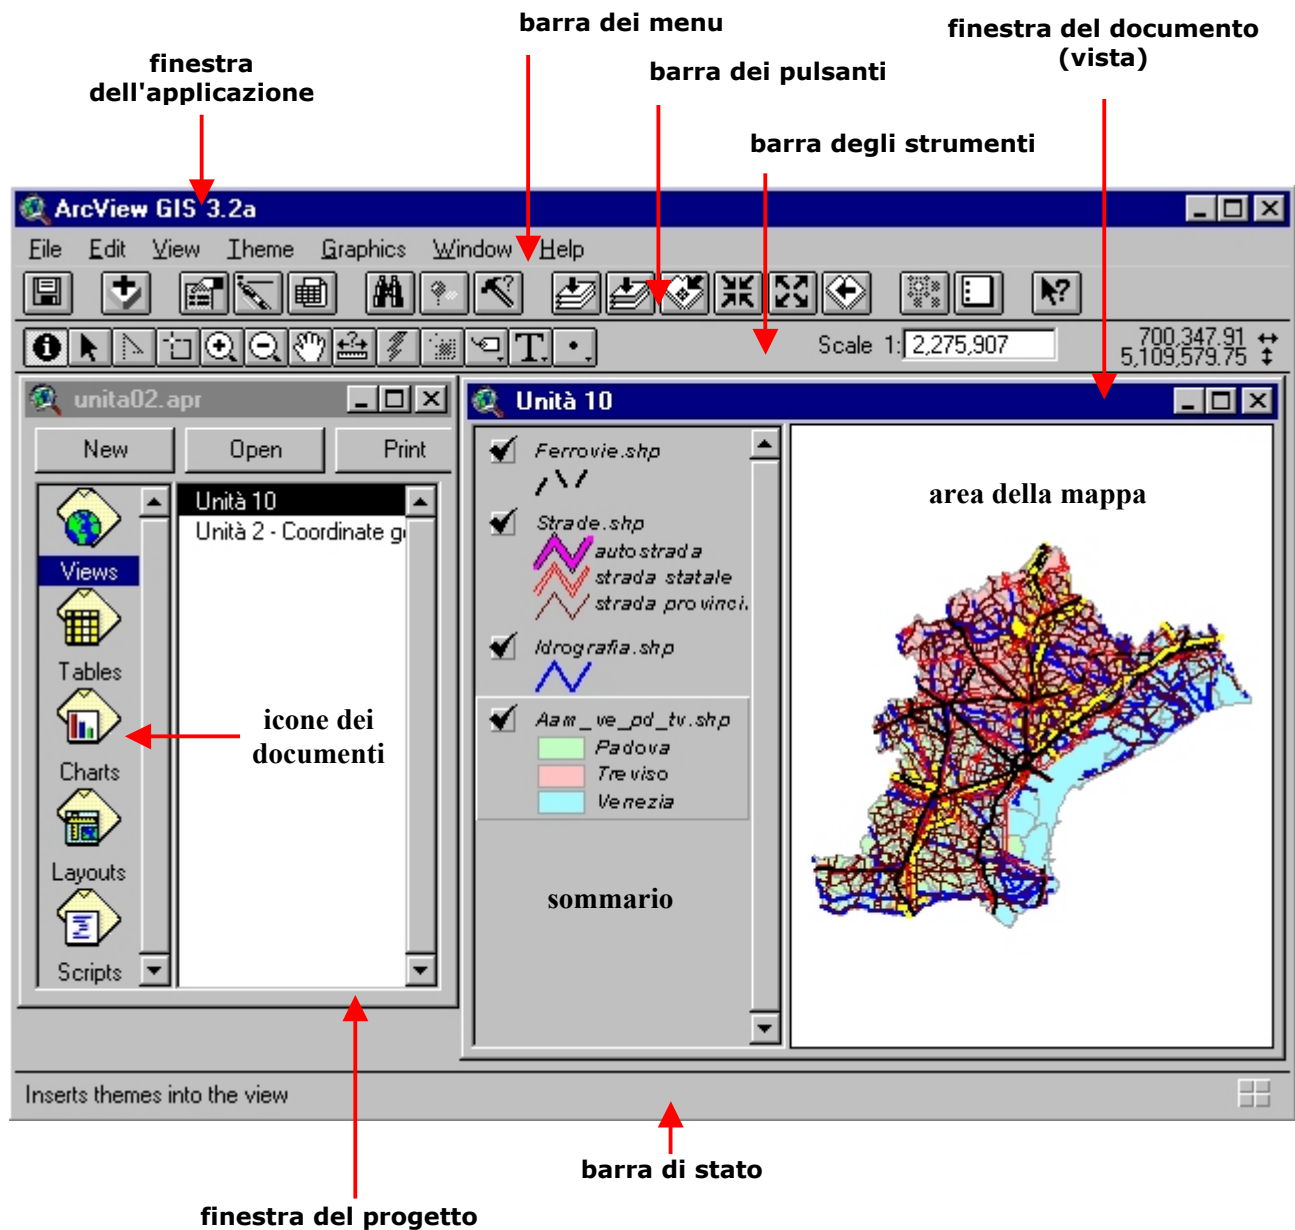 barra dei menu
finestra del documento
(vista)
finestra
dell'applicazione
barra dei pulsanti
barra degli strumenti
ArcView GIS 3.2a
File Edit View Theme Graphics Window Help
Scale 1: 2,275,907
700,347.91
5,109,579.75
unita02.apr
New Open Print
Unità 10
Unità 2 - Coordinate g
Views
Tables
Charts
Layouts
Scripts
icone dei
documenti
Unità 10
Ferrovie.shp
Strade.shp
autostrada
strada statale
strada provinci.
Idrografia.shp
Aam_ve_pd_tv.shp
Padova
Treviso
Venezia
sommario
area della mappa
Inserts themes into the view
barra di stato
finestra del progetto